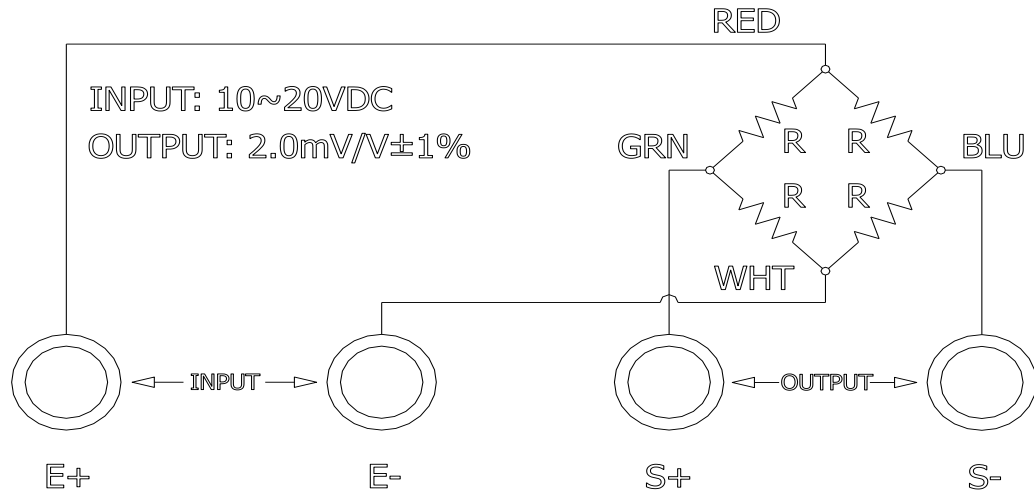 RED
INPUT: 10~20VDC
OUTPUT: 2.0mV/V±1%
GRN
R R
BLU
R R
WHT
INPUT
OUTPUT
E+
E-
S+
S-